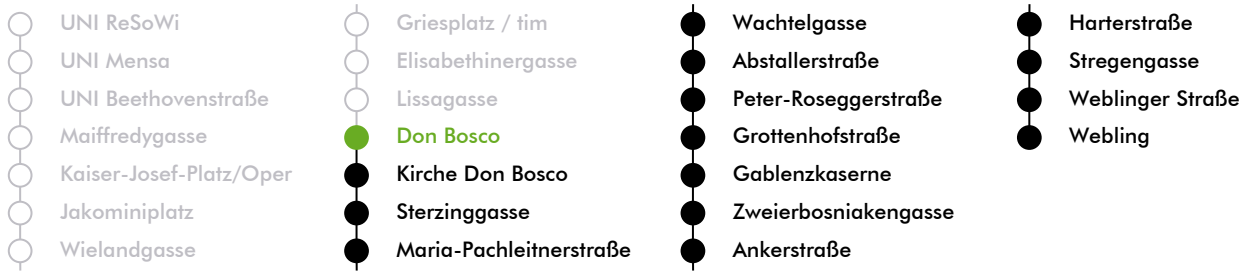 UNI ReSoWi
UNI Mensa
UNI Beethovenstraße
Maiffredygasse
Kaiser-Josef-Platz/Oper
Jakominiplatz
Wielandgasse
Griesplatz / tim
Elisabethinergasse
Lissagasse
Don Bosco
Kirche Don Bosco
Sterzinggasse
Maria-Pachleitnerstraße
Wachtelgasse
Abstallerstraße
Peter-Roseggerstraße
Grottenhofstraße
Gablenzkaserne
Zweierbosniakengasse
Ankerstraße
Harterstraße
Stregengasse
Weblinger Straße
Webling